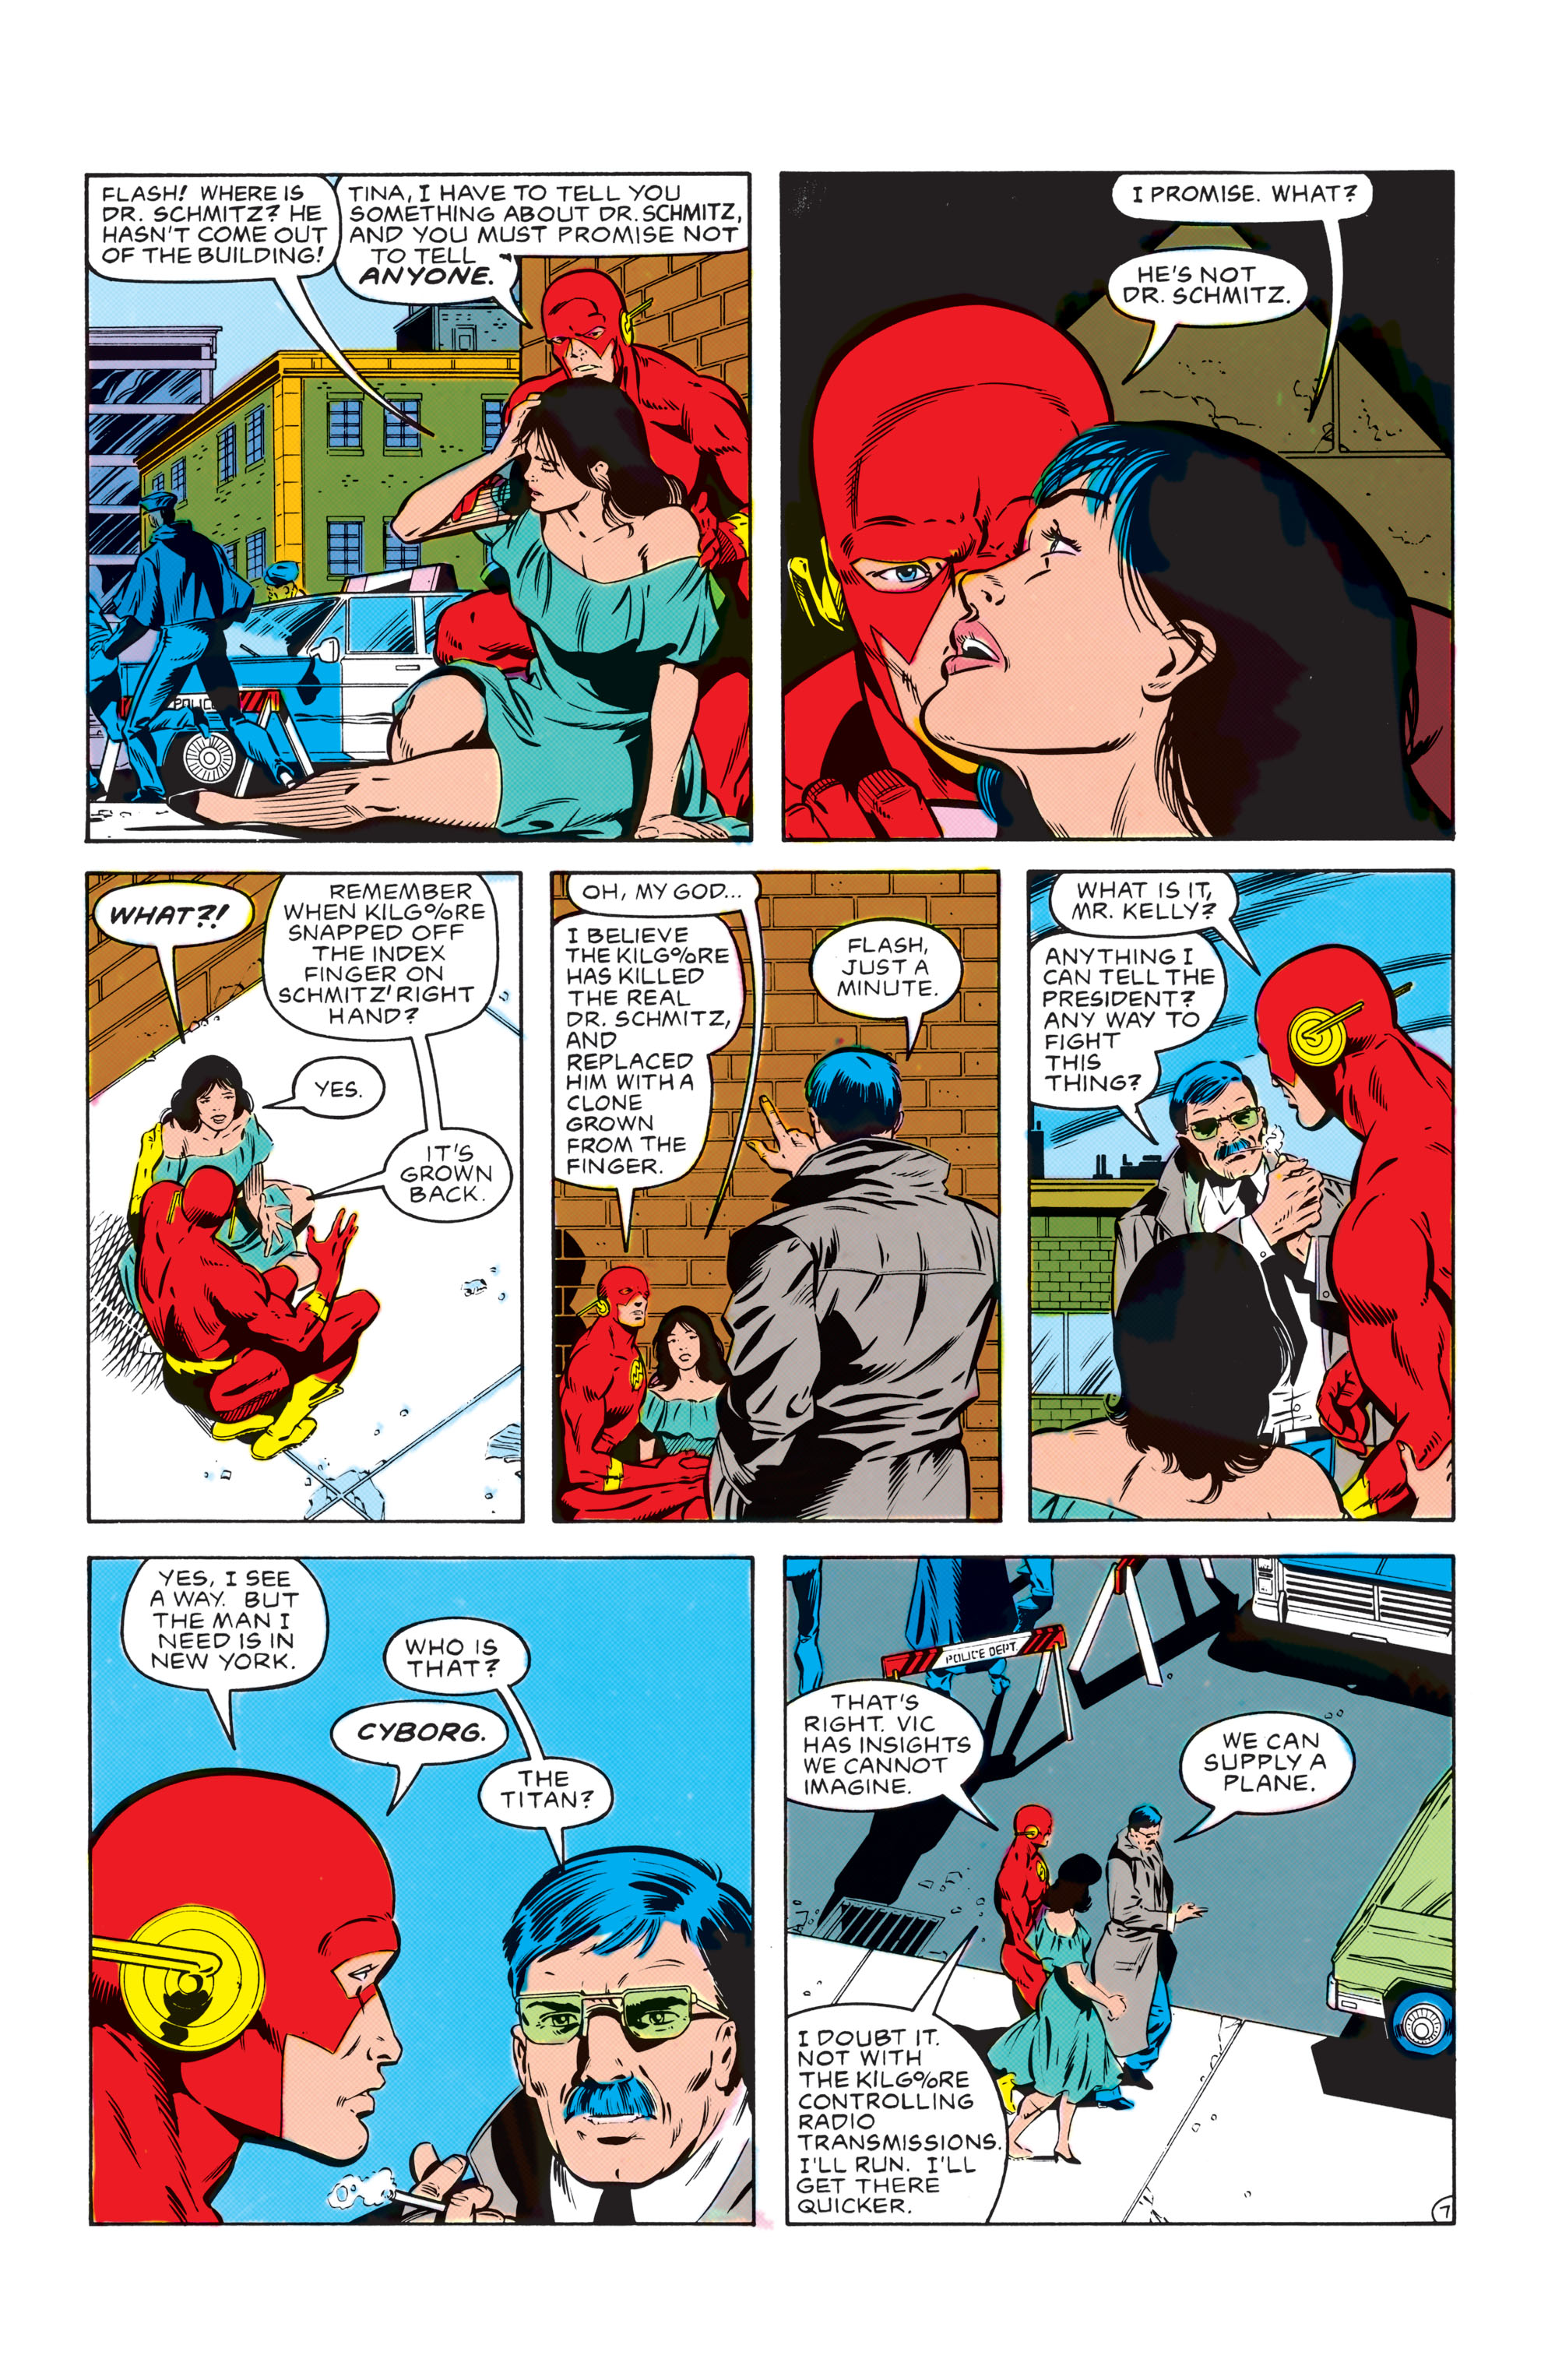 FLASH! WHERE IS
DR. SCHMITZ? HE
HASN'T COME OUT
OF THE BUILDING!
TINA, I HAVE TO TELL YOU
SOMETHING ABOUT DR. SCHMITZ,
AND YOU MUST PROMISE NOT
TO TELL
ANYONE.
POLICE
I PROMISE. WHAT?
HE'S NOT
DR. SCHMITZ.
WHAT?!
REMEMBER
WHEN KILG%RE
SNAPPED OFF
THE INDEX
FINGER ON
SCHMITZ' RIGHT
HAND?
YES.
IT'S
GROWN
BACK.
OH, MY GOD...
I BELIEVE
THE KILG%RE
HAS KILLED
THE REAL
DR. SCHMITZ,
AND
REPLACED
HIM WITH A
CLONE
GROWN
FROM THE
FINGER.
FLASH,
JUST A
MINUTE.
WHAT IS IT,
MR. KELLY?
ANYTHING I
CAN TELL THE
PRESIDENT?
ANY WAY TO
FIGHT
THIS
THING?
YES, I SEE
A WAY. BUT
THE MAN I
NEED IS IN
NEW YORK.
WHO IS
THAT?
CYBORG.
THE
TITAN?
POLICE DEPT.
THAT'S
RIGHT. VIC
HAS INSIGHTS
WE CANNOT
IMAGINE.
WE CAN
SUPPLY A
PLANE.
I DOUBT IT.
NOT WITH
THE KILG%RE
CONTROLLING
RADIO
TRANSMISSIONS.
I'LL RUN. I'LL
GET THERE
QUICKER.
7